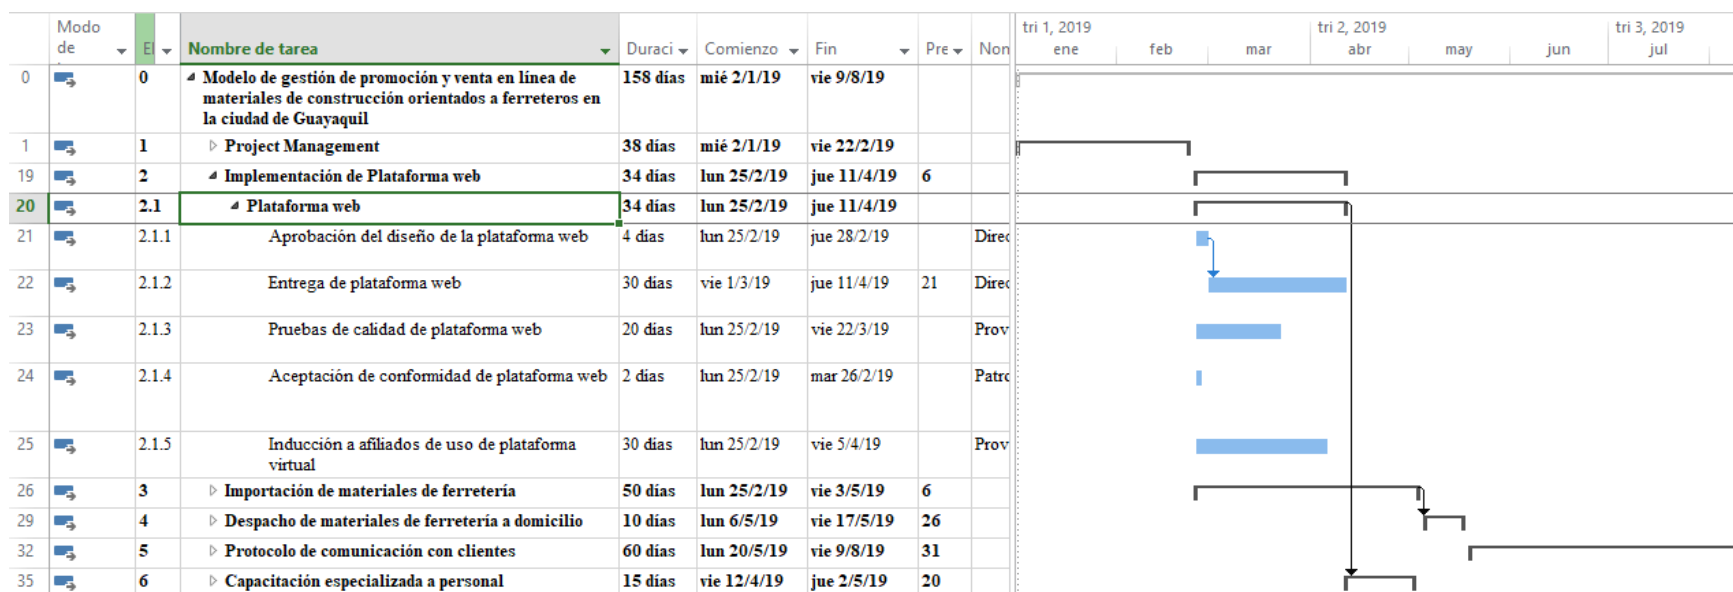 Modo de
El
Nombre de tarea
Duraci
Comienzo
Fin
Pre
Non
tri 1, 2019
tri 2, 2019
tri 3, 2019
ene feb mar abr may jun jul
0 0 Modelo de gestión de promoción y venta en línea de 158 días mié 2/1/19 vie 9/8/19
materiales de construcción orientados a ferreteros en
la ciudad de Guayaquil
1 1 Project Management 38 días mié 2/1/19 vie 22/2/19
19 2 Implementación de Plataforma web 34 días lun 25/2/19 jue 11/4/19 6
20 2.1 Plataforma web 34 días lun 25/2/19 jue 11/4/19
21 2.1.1 Aprobación del diseño de la plataforma web 4 días lun 25/2/19 jue 28/2/19 Direc
22 2.1.2 Entrega de plataforma web 30 días vie 1/3/19 jue 11/4/19 21 Direc
23 2.1.3 Pruebas de calidad de plataforma web 20 días lun 25/2/19 vie 22/3/19 Prov
24 2.1.4 Aceptación de conformidad de plataforma web 2 días lun 25/2/19 mar 26/2/19 Patro
25 2.1.5 Inducción a afiliados de uso de plataforma 30 días lun 25/2/19 vie 5/4/19 Prov
virtual
26 3 Importación de materiales de ferretería 50 días lun 25/2/19 vie 3/5/19 6
29 4 Despacho de materiales de ferretería a domicilio 10 días lun 6/5/19 vie 17/5/19 26
32 5 Protocolo de comunicación con clientes 60 días lun 20/5/19 vie 9/8/19 31
35 6 Capacitación especializada a personal 15 días vie 12/4/19 jue 2/5/19 20